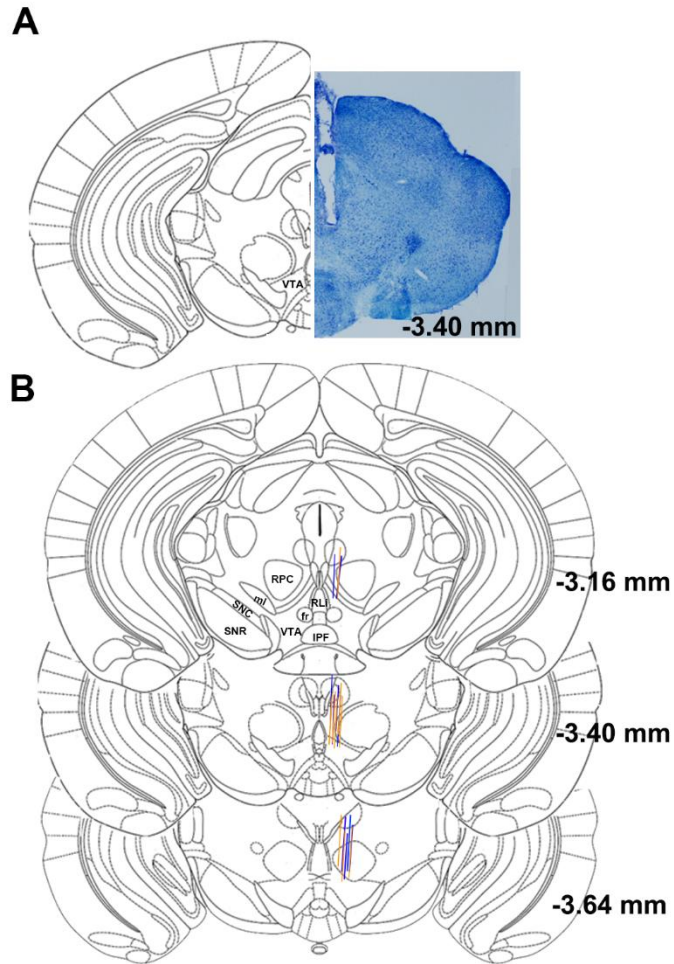 A
VTA
-3.40 mm
B
-3.16 mm
RPC
ml
RLi
SNC
fr
SNR
VTA
IPF
-3.40 mm
-3.64 mm